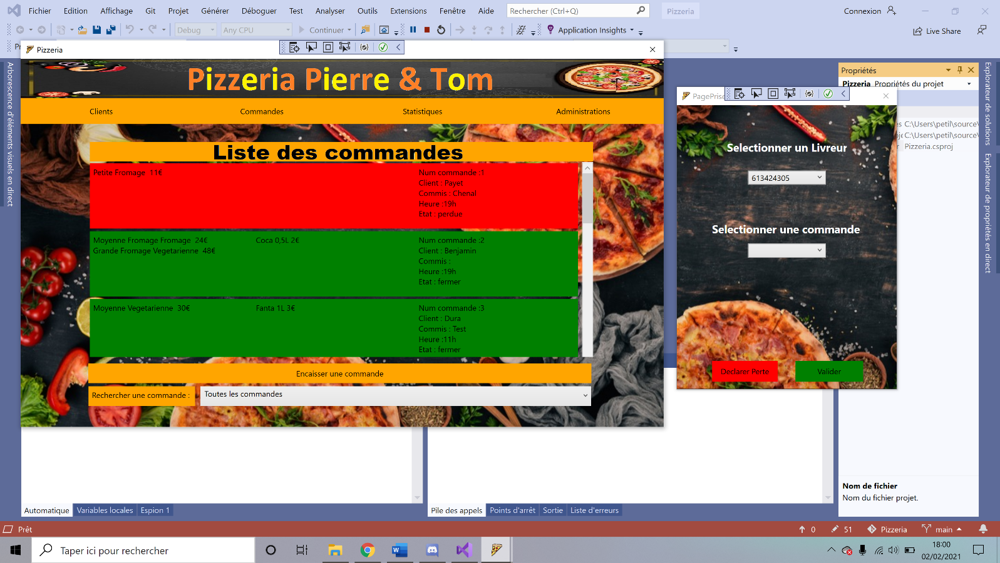 Fichier Edition Affichage Git Projet Générer Déboguer Test Analyser Outils Extensions Fenêtre Aide Rechercher (Ctrl+Q) Pizzeria Connexion
Debug Any CPU Continuer Application Insights Live Share
Pizzeria
Pizzeria Pierre & Tom
Clients Commandes Statistiques Administrations
Liste des commandes
Petite Fromage 11€
Num commande :1
Client : Payet
Commis : Chenal
Heure :19h
Etat : perdue
Moyenne Fromage Fromage 24€
Grande Fromage Vegetarienne 48€
Coca 0,5L 2€
Num commande :2
Client : Benjamin
Commis :
Heure :19h
Etat : fermer
Moyenne Vegetarienne 30€
Fanta 1L 3€
Num commande :3
Client : Dura
Commis : Test
Heure :11h
Etat : fermer
Encaisser une commande
Rechercher une commande : Toutes les commandes
PagePrise
Selectionner un Livreur
613424305
Selectionner une commande
Declarer Perte Valider
Propriétés
Pizzeria Propriétés du projet
C:\Users\petil\source\
C:\Users\petil\source\
Pizzeria.csproj
Nom de fichier
Nom du fichier projet.
Arborescence d'éléments visuels en direct
Explorateur de solutions
Explorateur de propriétés en direct
Automatique Variables locales Espion 1
Pile des appels Points d'arrêt Sortie Liste d'erreurs
Prêt 0 51 Pizzeria main
Taper ici pour rechercher
18:00
02/02/2021